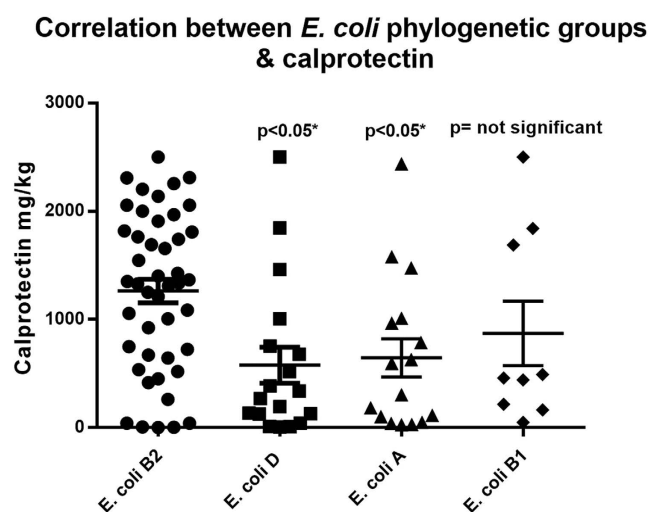 Correlation between E. coli phylogenetic groups
& calprotectin
3000
p<0.05*
p<0.05*
p= not significant
2000
Calprotectin mg/kg
1000
0
E. coli B2
E. coli D
E. coli A
E. coli B1